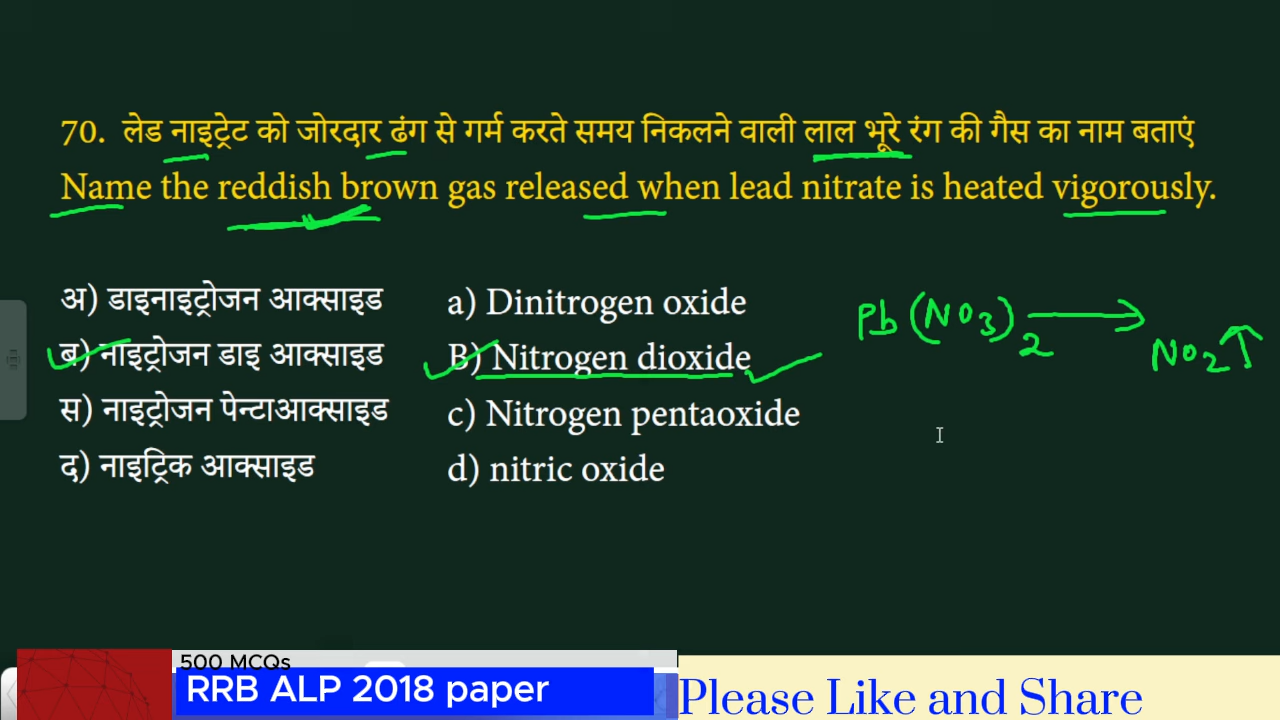 70. लेड नाइट्रेट को जोरदार ढंग से गर्म करते समय निकलने वाली लाल भूरे रंग की गैस का नाम बताएं
Name the reddish brown gas released when lead nitrate is heated vigorously.
अ) डाइनाइट्रोजन आक्साइड
ब) नाइट्रोजन डाइ आक्साइड
स) नाइट्रोजन पेन्टाआक्साइड
द) नाइट्रिक आक्साइड
a) Dinitrogen oxide
B) Nitrogen dioxide
c) Nitrogen pentaoxide
d) nitric oxide
Pb(NO3)2 → NO2↑
500 MCQs
RRB ALP 2018 paper
Please Like and Share